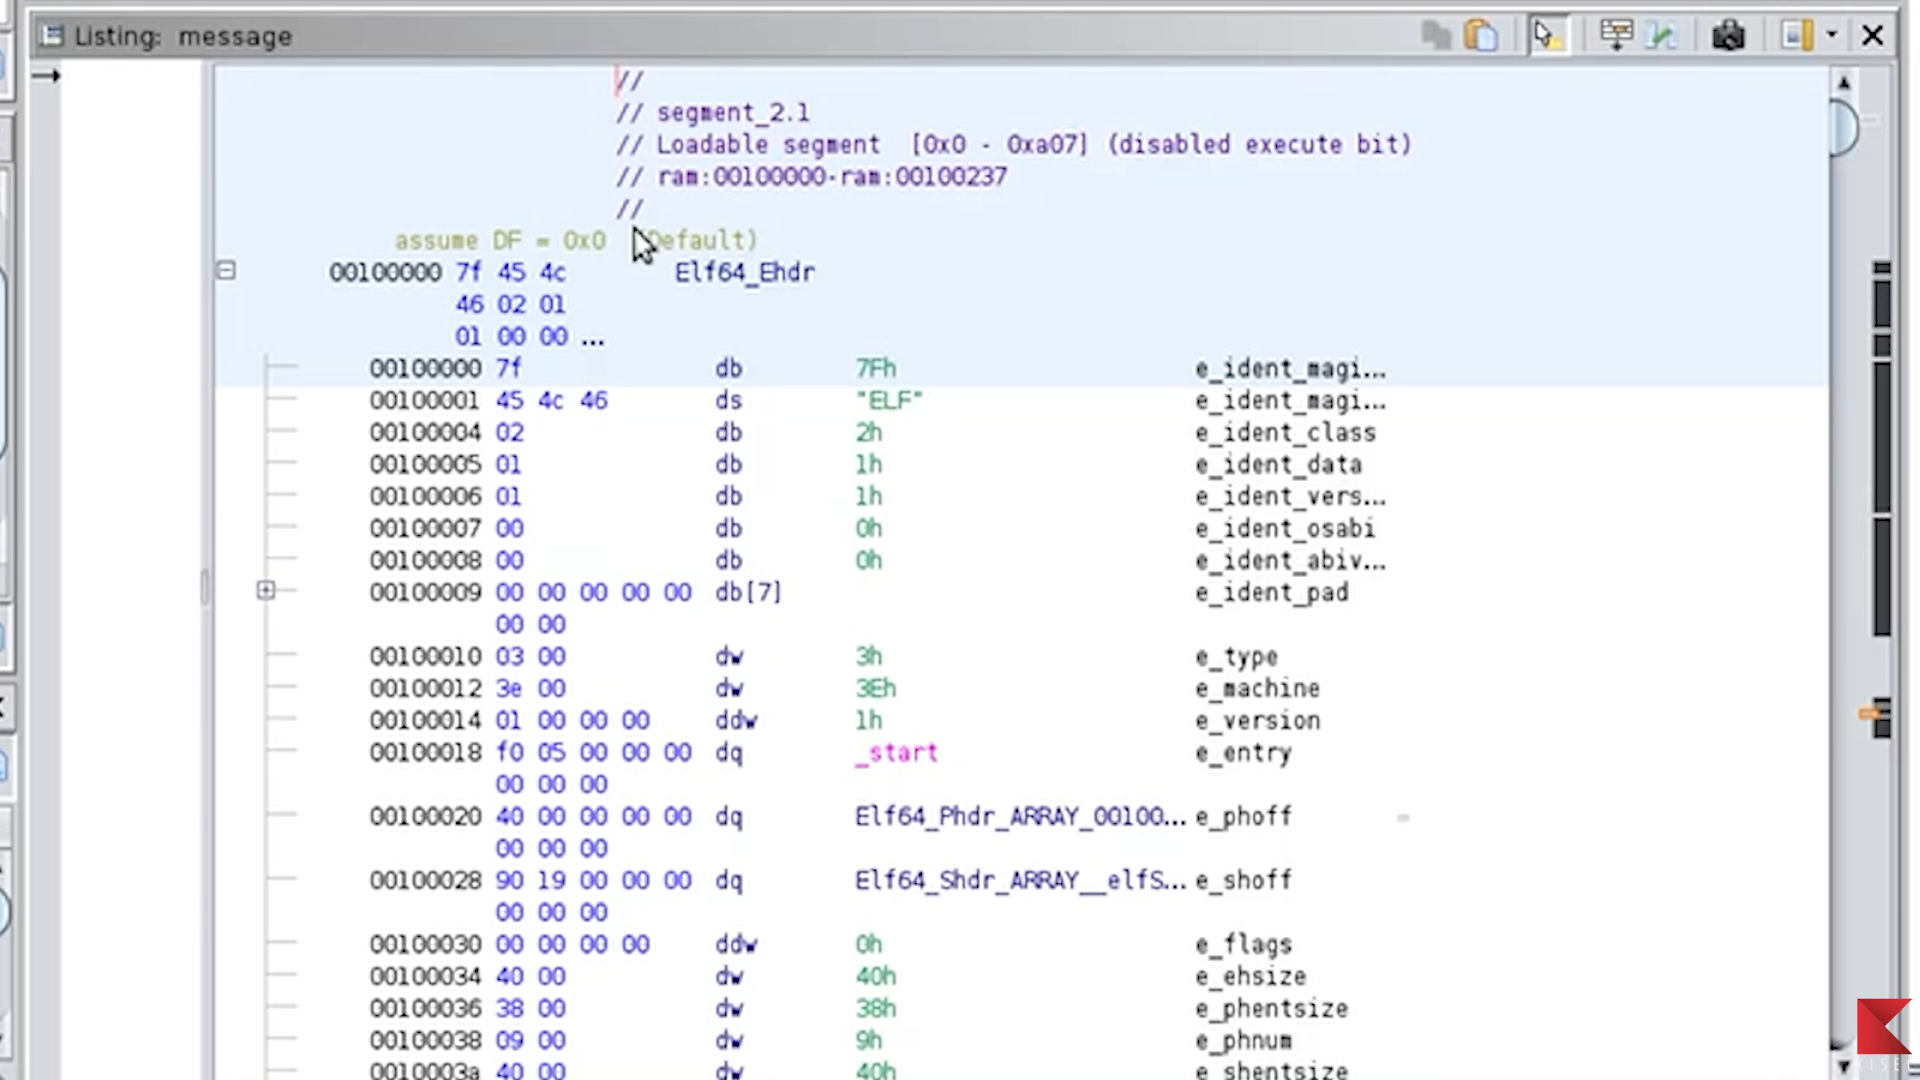 Listing: message
//
// segment_2.1
// Loadable segment [0x0 - 0xa07] (disabled execute bit)
// ram:00100000-ram:00100237
//
assume DF = 0x0 Default)
00100000 7f 45 4c Elf64_Ehdr
46 02 01
01 00 00 ...
00100000 7f db 7Fh e_ident_magi...
00100001 45 4c 46 ds "ELF" e_ident_magi...
00100004 02 db 2h e_ident_class
00100005 01 db 1h e_ident_data
00100006 01 db 1h e_ident_vers...
00100007 00 db 0h e_ident_osabi
00100008 00 db 0h e_ident_abiv...
00100009 00 00 00 00 00 db[7] e_ident_pad
00 00
00100010 03 00 dw 3h e_type
00100012 3e 00 dw 3Eh e_machine
00100014 01 00 00 00 ddw 1h e_version
00100018 f0 05 00 00 00 dq _start e_entry
00 00 00
00100020 40 00 00 00 00 dq Elf64_Phdr_ARRAY_00100... e_phoff
00 00 00
00100028 90 19 00 00 00 dq Elf64_Shdr_ARRAY__elfS... e_shoff
00 00 00
00100030 00 00 00 00 ddw 0h e_flags
00100034 40 00 dw 40h e_ehsize
00100036 38 00 dw 38h e_phentsize
00100038 09 00 dw 9h e_phnum
0010003a 40 00 dw 40h e_shentsize